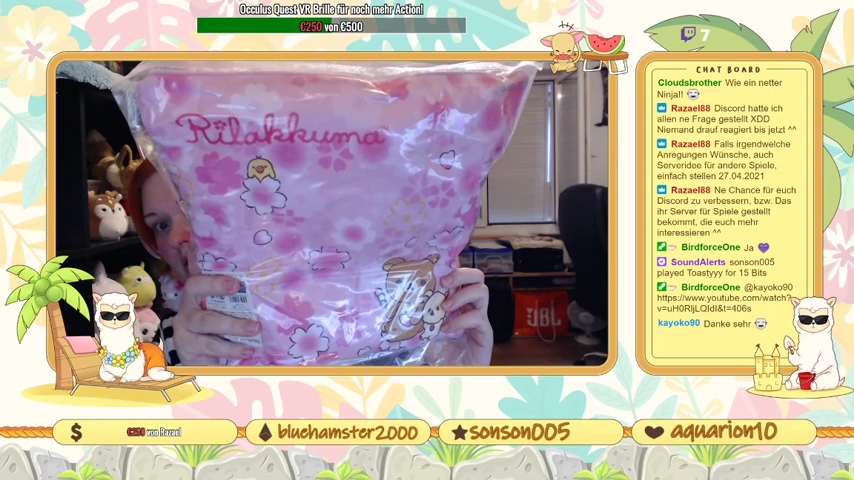 Occulus Quest VR Brille für noch mehr Action!
€250 von €500
7
CHAT BOARD
Cloudsbrother Wie ein netter
Ninja!!
Razael88 Discord hatte ich
allen ne Frage gestellt XDD
Niemand drauf reagiert bis jetzt ^^
Razael88 Falls irgendwelche
Anregungen Wünsche, auch
Serverideen für andere Spiele,
einfach stellen 27.04.2021
Razael88 Ne Chance für euch
Discord zu verbessern, bzw. Das
ihr Server für Spiele gestellt
bekommt, die euch mehr
interessieren ^^
BirdforceOne Ja
SoundAlerts sonson005
played Toastyyy for 15 Bits
BirdforceOne @kayoko90
https://www.youtube.com/watch?
v=uH0RljLQIdI&t=406s
kayoko90 Danke sehr
Rilakkuma
JBL
$ €250 von Razael
bluehamster2000
sonson005
aquarion10